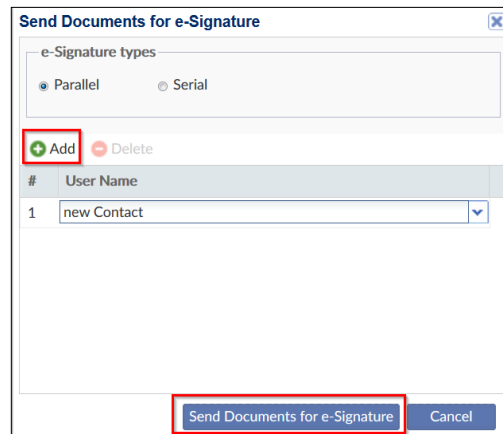 Send Documents for e-Signature
e-Signature types
Parallel Serial
Add Delete
# User Name
1 new Contact
Send Documents for e-Signature Cancel